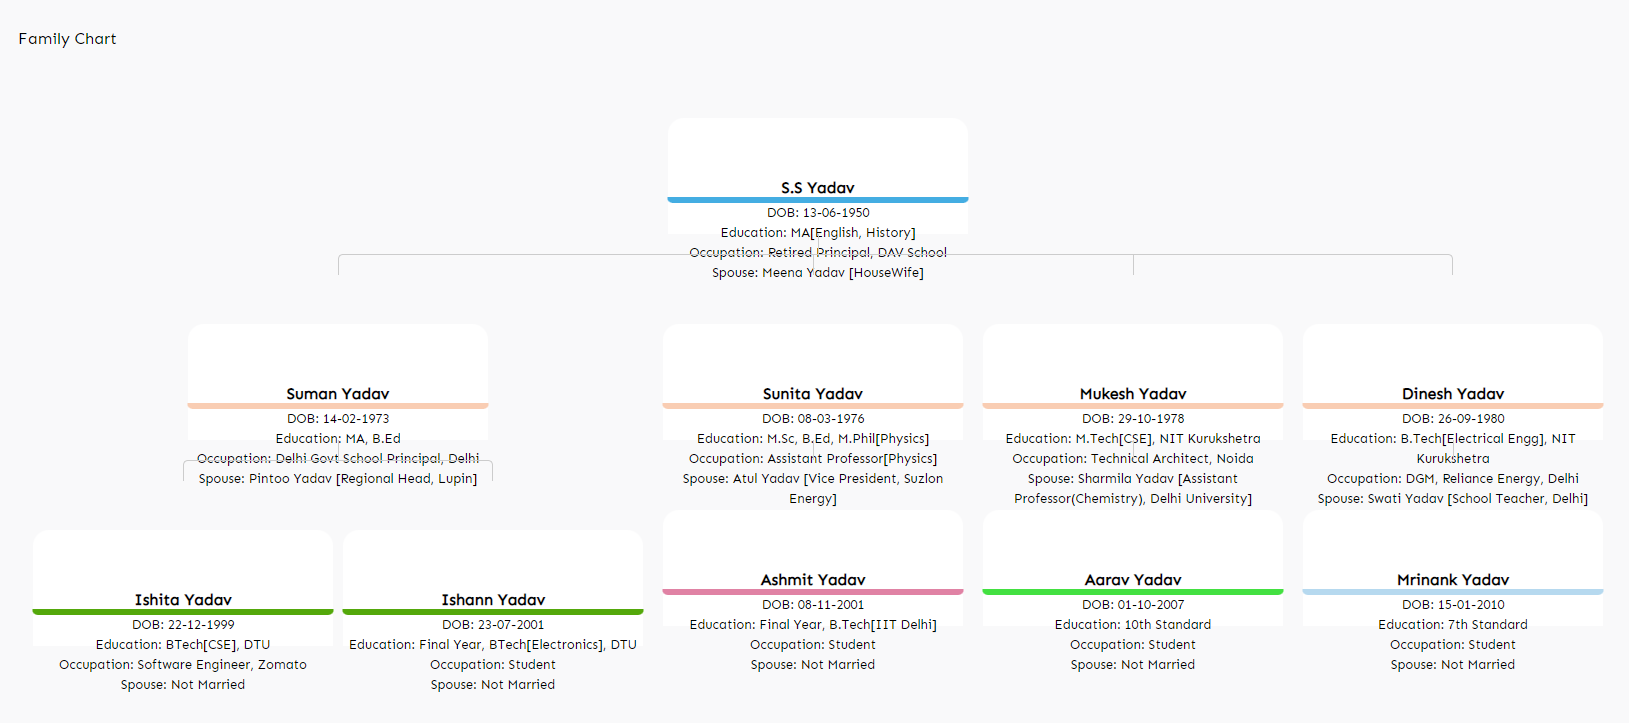 Family Chart
S.S Yadav
DOB: 13-06-1950
Education: MA[English, History]
Occupation: Retired Principal, DAV School
Spouse: Meena Yadav [HouseWife]
Suman Yadav
DOB: 14-02-1973
Education: MA, B.Ed
Occupation: Delhi Govt School Principal, Delhi
Spouse: Pintoo Yadav [Regional Head, Lupin]
Sunita Yadav
DOB: 08-03-1976
Education: M.Sc, B.Ed, M.Phil[Physics]
Occupation: Assistant Professor[Physics]
Spouse: Atul Yadav [Vice President, Suzlon
Energy]
Mukesh Yadav
DOB: 29-10-1978
Education: M.Tech[CSE], NIT Kurukshetra
Occupation: Technical Architect, Noida
Spouse: Sharmila Yadav [Assistant
Professor(Chemistry), Delhi University]
Dinesh Yadav
DOB: 26-09-1980
Education: B.Tech[Electrical Engg], NIT
Kurukshetra
Occupation: DGM, Reliance Energy, Delhi
Spouse: Swati Yadav [School Teacher, Delhi]
Ishita Yadav
DOB: 22-12-1999
Education: BTech[CSE], DTU
Occupation: Software Engineer, Zomato
Spouse: Not Married
Ishann Yadav
DOB: 23-07-2001
Education: Final Year, BTech[Electronics], DTU
Occupation: Student
Spouse: Not Married
Ashmit Yadav
DOB: 08-11-2001
Education: Final Year, B.Tech[IIT Delhi]
Occupation: Student
Spouse: Not Married
Aarav Yadav
DOB: 01-10-2007
Education: 10th Standard
Occupation: Student
Spouse: Not Married
Mrinank Yadav
DOB: 15-01-2010
Education: 7th Standard
Occupation: Student
Spouse: Not Married